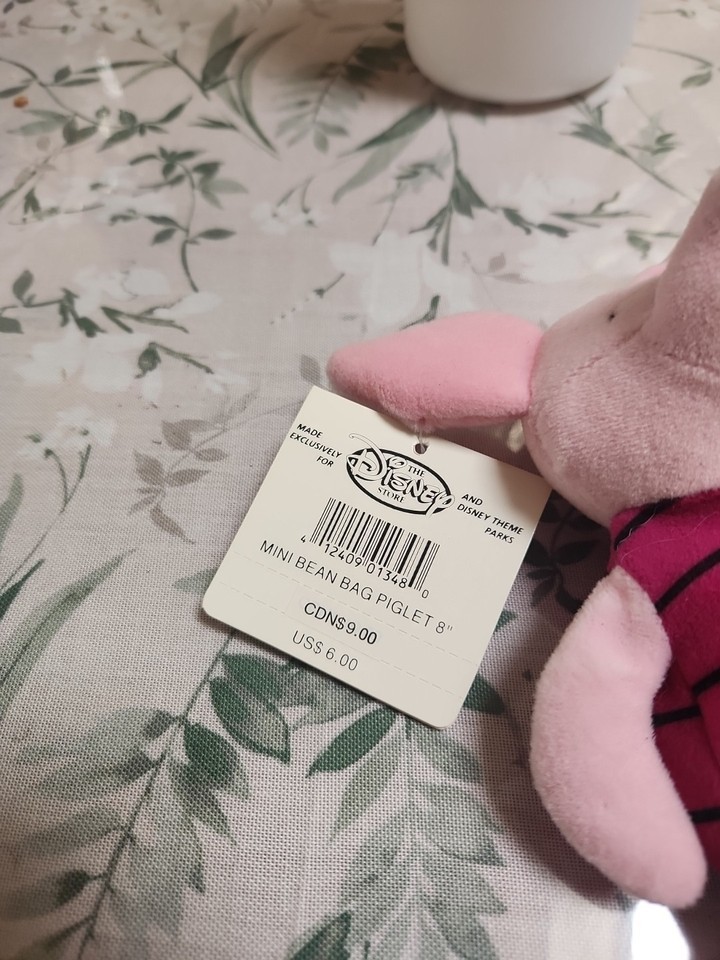 MADE
EXCLUSIVELY
FOR
THE
DISNEY
STORE
AND
DISNEY THEME
PARKS
4 12409 01348 0
MINI BEAN BAG PIGLET 8"
CDN$9.00
US$ 6.00